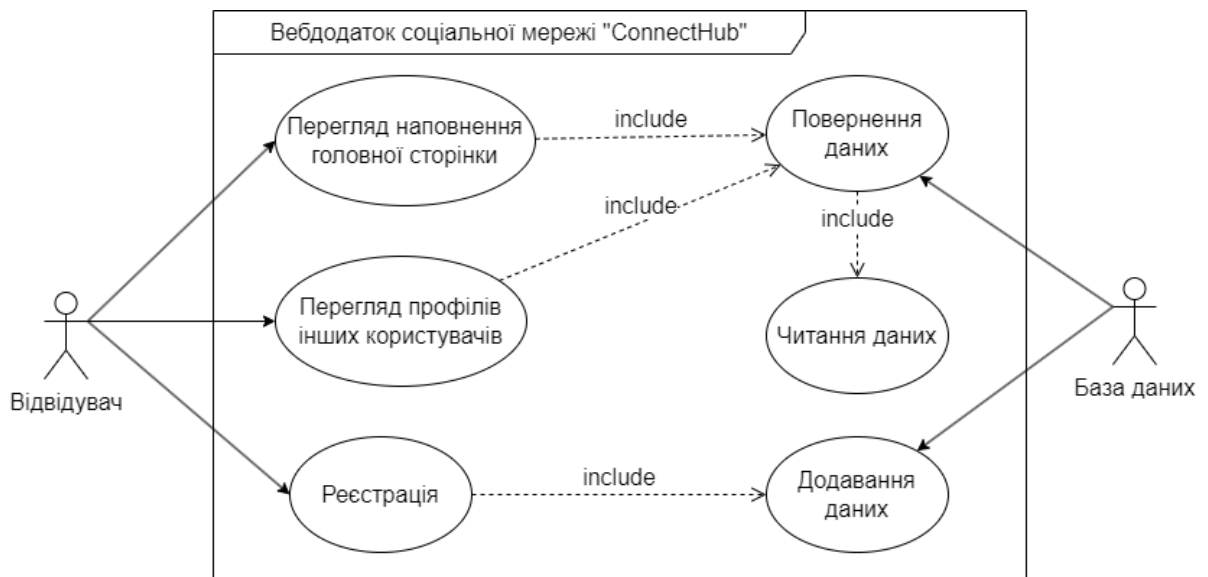 Вебдодаток соціальної мережі "ConnectHub"
Перегляд наповнення
головної сторінки
include
Повернення
даних
include
include
Перегляд профілів
інших користувачів
Читання даних
Відвідувач
База даних
Реєстрація
include
Додавання
даних